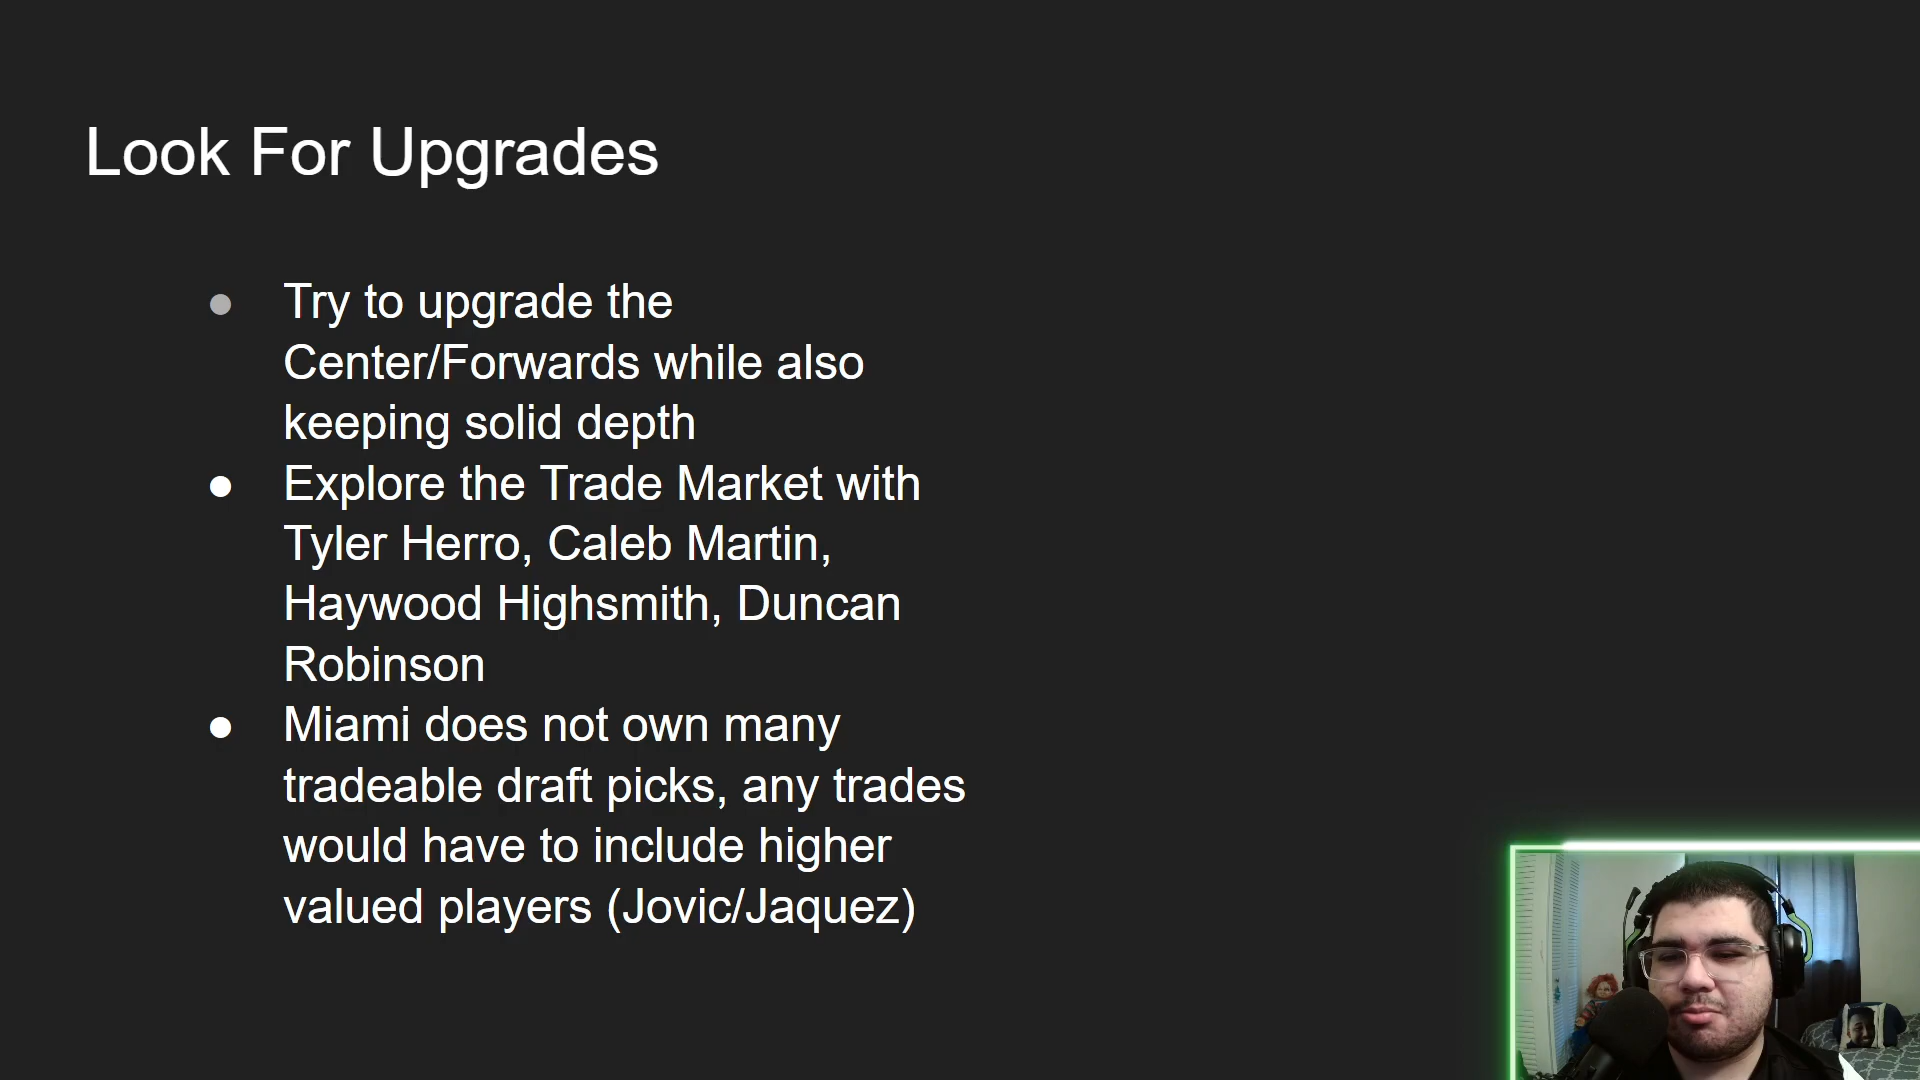 Look For Upgrades
Try to upgrade the
Center/Forwards while also
keeping solid depth
Explore the Trade Market with
Tyler Herro, Caleb Martin,
Haywood Highsmith, Duncan
Robinson
Miami does not own many
tradeable draft picks, any trades
would have to include higher
valued players (Jovic/Jaquez)